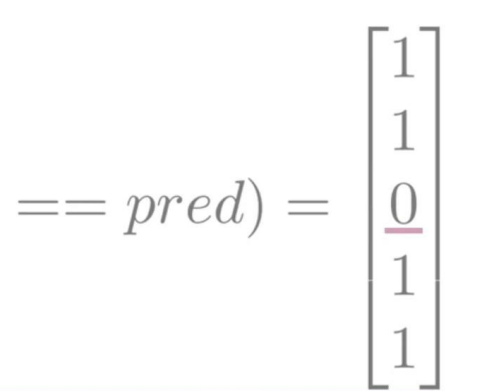 1
1
== pred) = 0
1
1